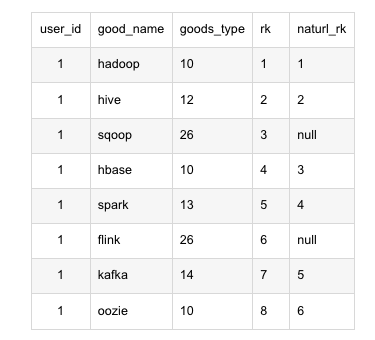 user_id good_name goods_type rk naturl_rk
1 hadoop 10 1 1
1 hive 12 2 2
1 sqoop 26 3 null
1 hbase 10 4 3
1 spark 13 5 4
1 flink 26 6 null
1 kafka 14 7 5
1 oozie 10 8 6